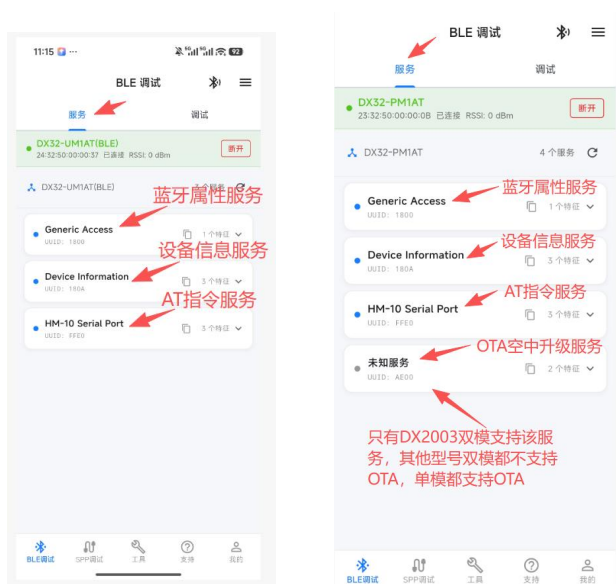 11:15
92
BLE 调试
服务
调试
DX32-UM1AT(BLE)
24:32:50:00:00:37 已连接 RSSI: 0 dBm
断开
DX32-UM1AT(BLE)
蓝牙属性服务
Generic Access
UUID: 1800
1个特征
设备信息服务
Device Information
UUID: 180A
3个特征
AT指令服务
HM-10 Serial Port
UUID: FFE0
3个特征
BLE调试
SPP调试
工具
支持
我的
BLE 调试
服务
调试
DX32-PM1AT
23:32:50:00:00:0B 已连接 RSSI: 0 dBm
断开
DX32-PM1AT
4 个服务
蓝牙属性服务
Generic Access
UUID: 1800
1个特征
设备信息服务
Device Information
UUID: 180A
3个特征
AT指令服务
HM-10 Serial Port
UUID: FFE0
3个特征
OTA空中升级服务
未知服务
UUID: AE00
2个特征
只有DX2003双模支持该服
务，其他型号双模都不支持
OTA，单模都支持OTA
BLE调试
SPP调试
工具
支持
我的